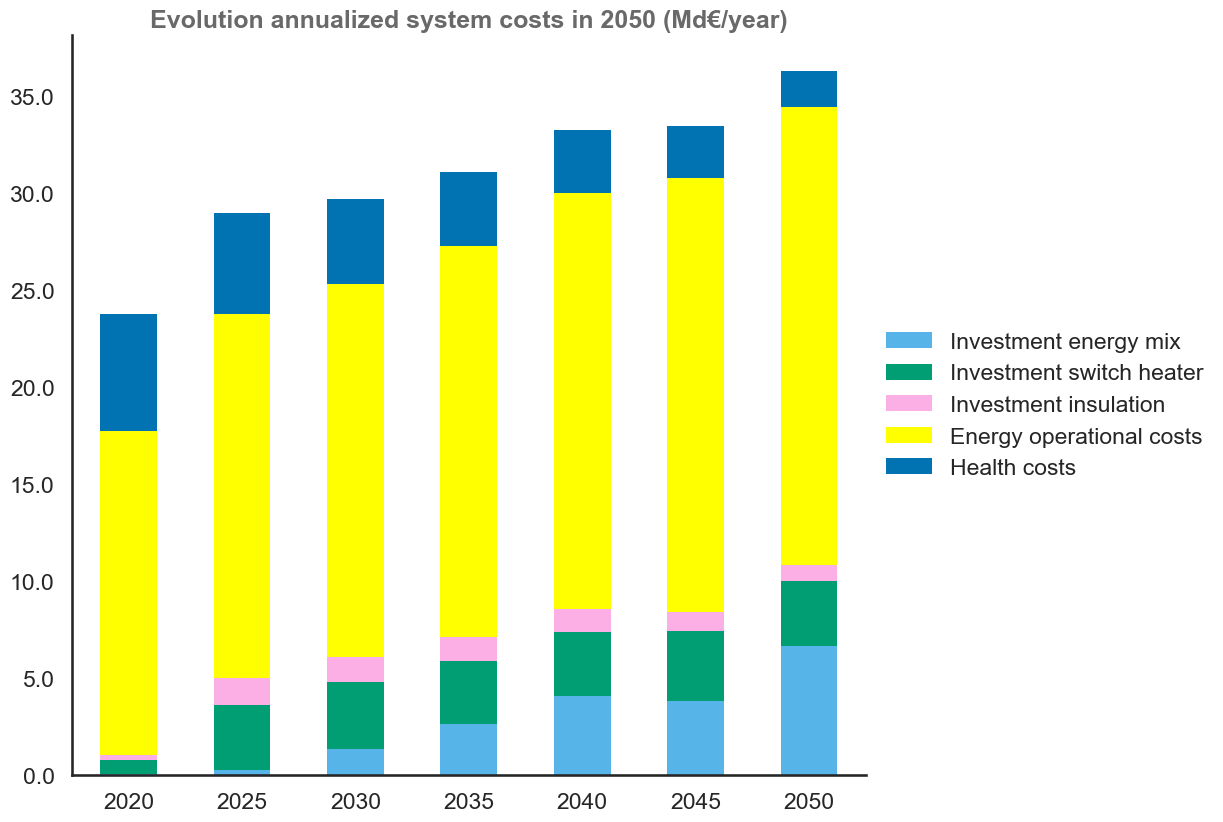 Evolution annualized system costs in 2050 (Md€/year)
35.0
30.0
25.0
20.0
15.0
10.0
5.0
0.0
2020 2025 2030 2035 2040 2045 2050
Investment energy mix
Investment switch heater
Investment insulation
Energy operational costs
Health costs